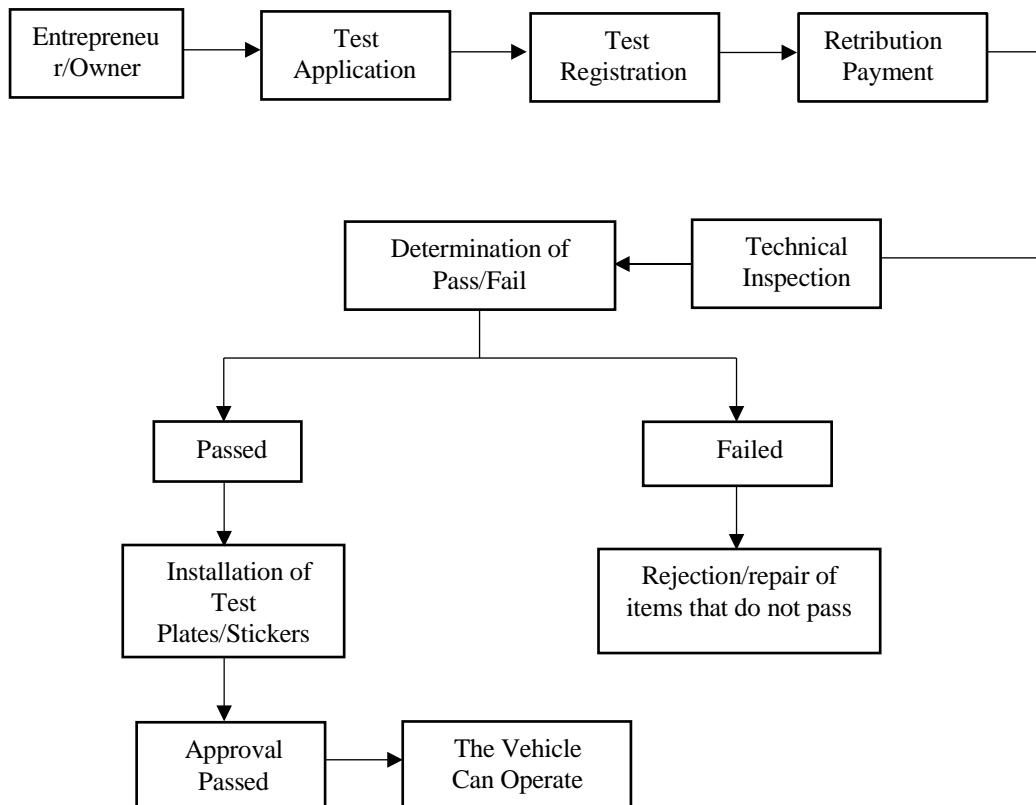 Entrepreneu
r/Owner
Test
Application
Test
Registration
Retribution
Payment
Determination of
Pass/Fail
Technical
Inspection
Passed
Failed
Installation of
Test
Plates/Stickers
Rejection/repair of
items that do not pass
Approval
Passed
The Vehicle
Can Operate